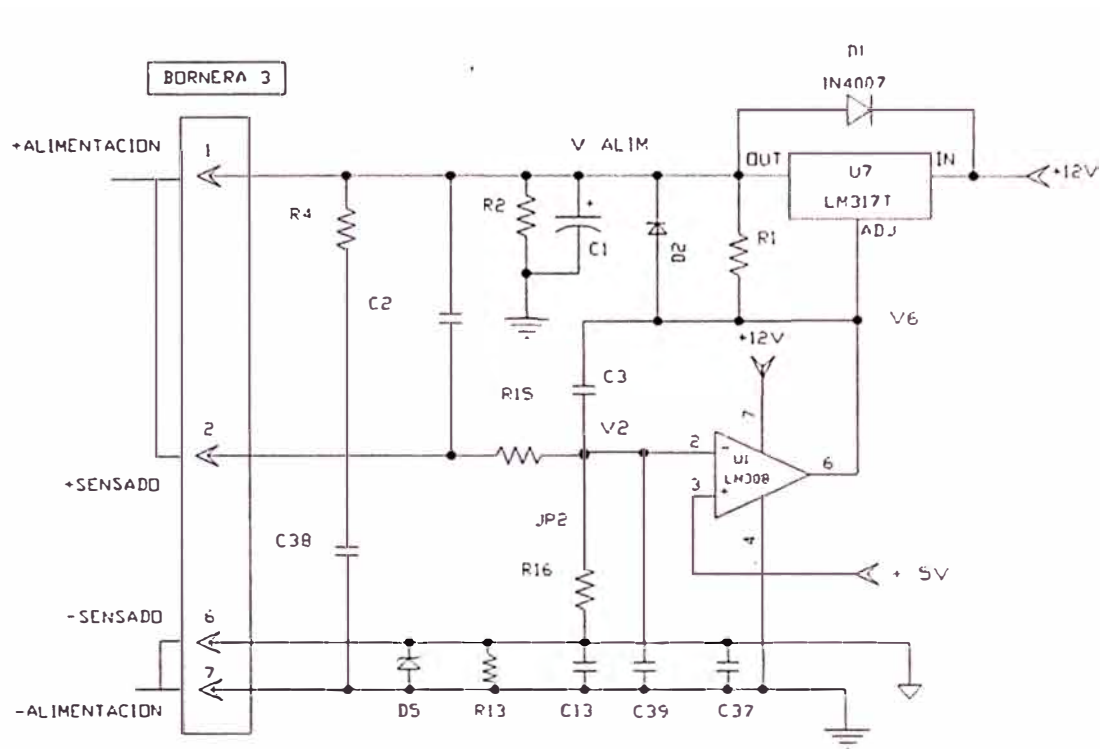 BORNERA 3
D1
1N4007
+ALIMENTACION
1
V ALIM
OUT
U7
LM317T
IN
+12V
ADJ
R4
R2
+
C1
D2
R1
C2
V6
+12V
C3
R15
7
2
V2
2
-
U1
LM308
6
3
+
+SENSADO
JP2
4
C38
R16
+ 5V
-SENSADO
6
7
-ALIMENTACION
D5
R13
C13
C39
C37